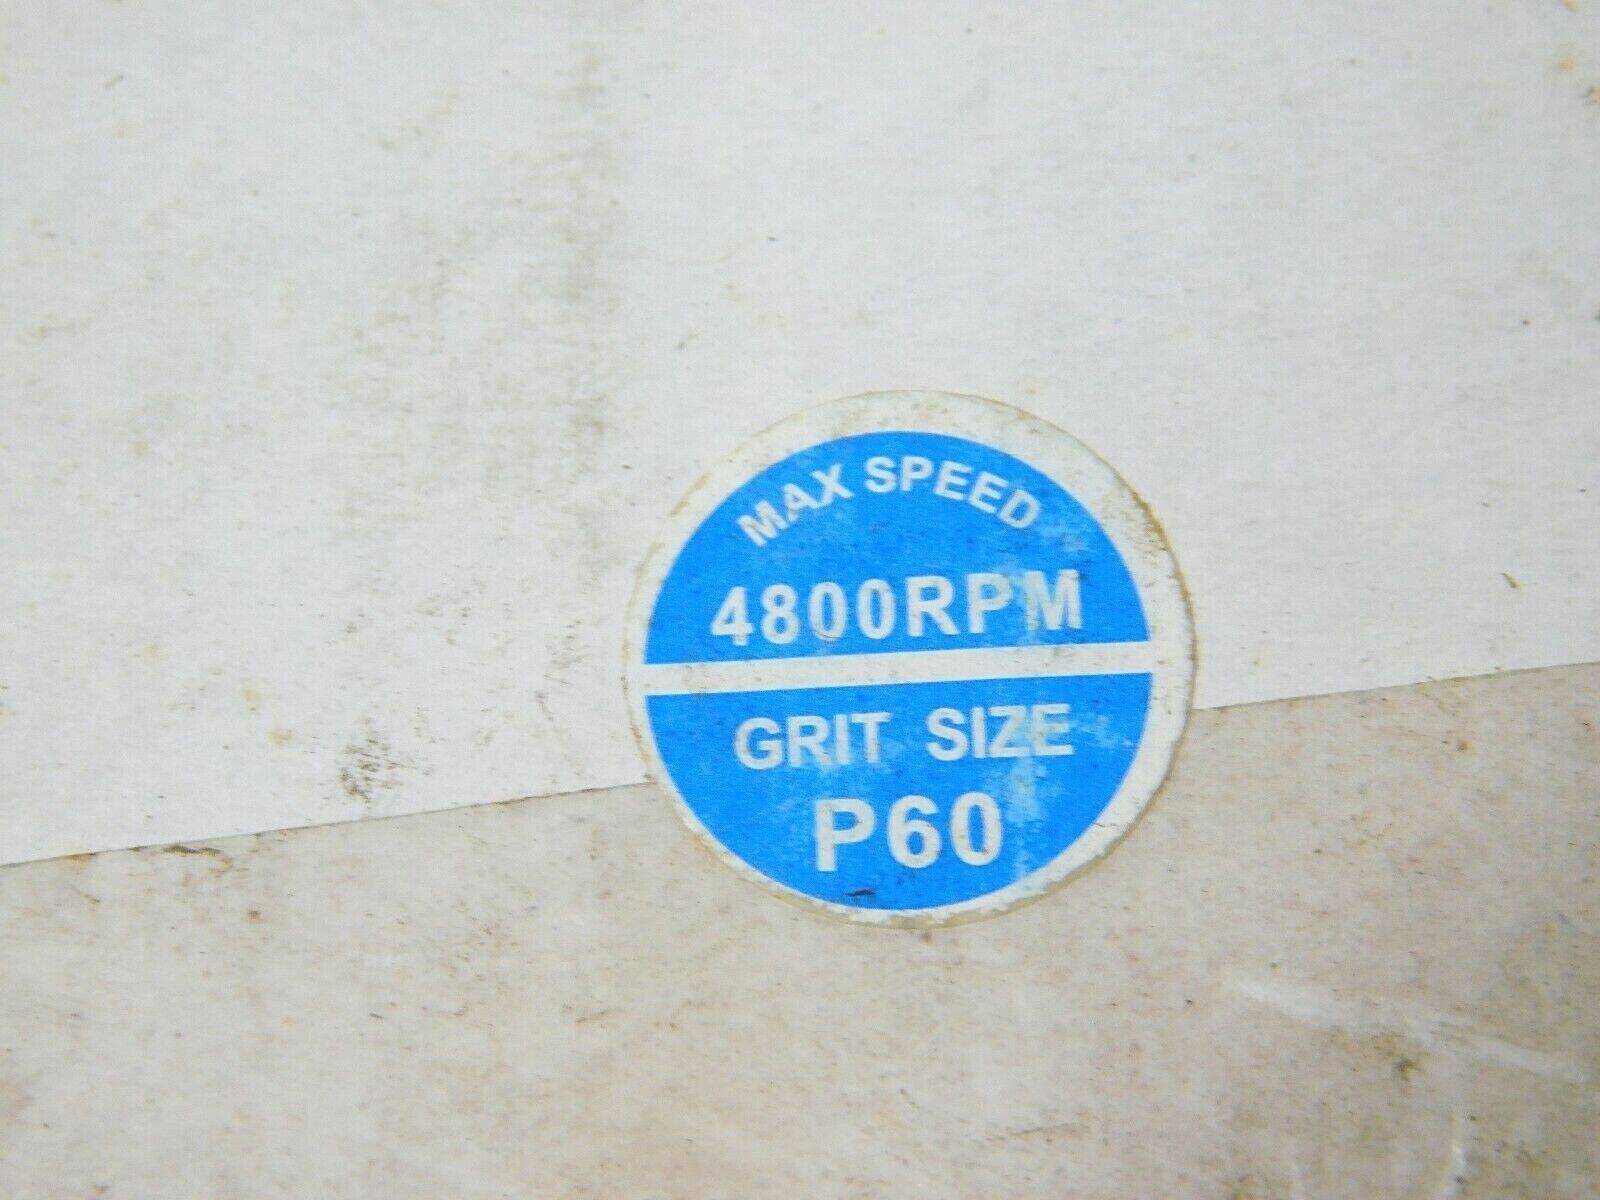 MAX SPEED
4800RPM
GRIT SIZE
P60